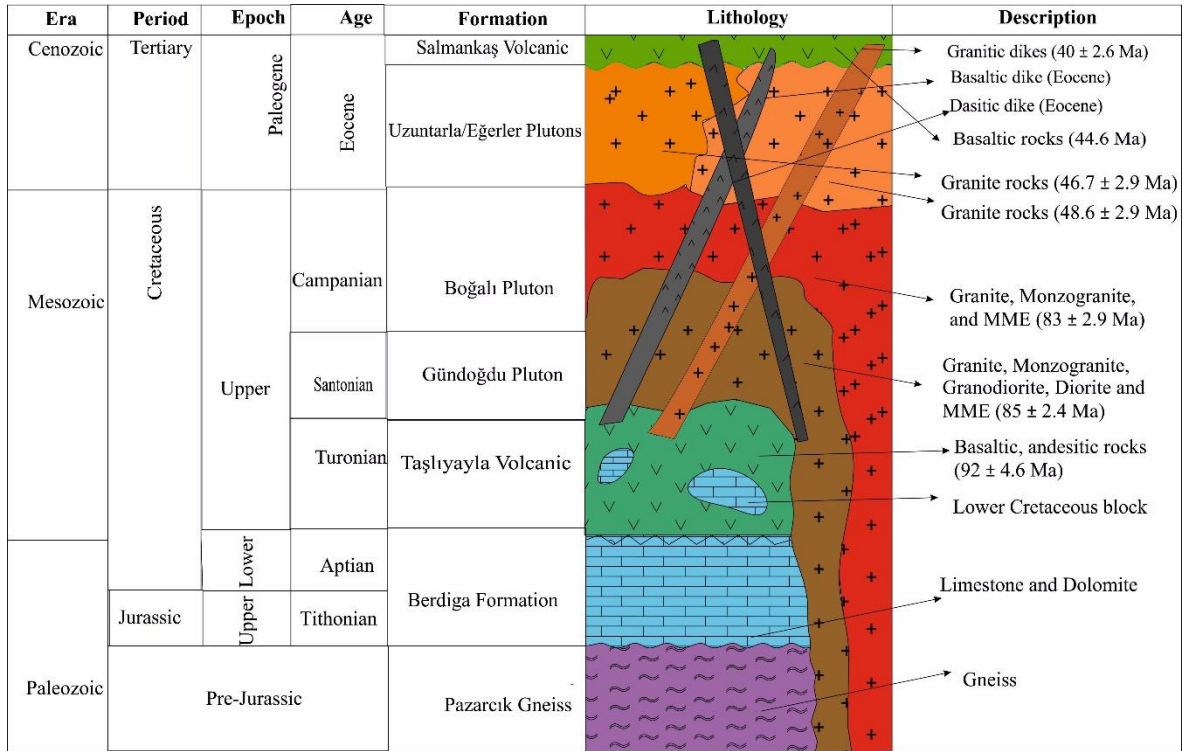 Era
Period
Epoch
Age
Formation
Lithology
Description
Cenozoic
Tertiary
Paleogene
Eocene
Salmankaş Volcanic
Uzuntarla/Eğerler Plutons
Granitic dikes (40 ± 2.6 Ma)
Basaltic dike (Eocene)
Dasitic dike (Eocene)
Basaltic rocks (44.6 Ma)
Granite rocks (46.7 ± 2.9 Ma)
Granite rocks (48.6 ± 2.9 Ma)
Mesozoic
Cretaceous
Upper
Campanian
Boğalı Pluton
Granite, Monzogranite,
and MME (83 ± 2.9 Ma)
Santonian
Gündoğdu Pluton
Granite, Monzogranite,
Granodiorite, Diorite and
MME (85 ± 2.4 Ma)
Turonian
Taşlıyayla Volcanic
Basaltic, andesitic rocks
(92 ± 4.6 Ma)
Lower Cretaceous block
Lower
Aptian
Berdiga Formation
Limestone and Dolomite
Jurassic
Upper
Tithonian
Paleozoic
Pre-Jurassic
Pazarcık Gneiss
Gneiss